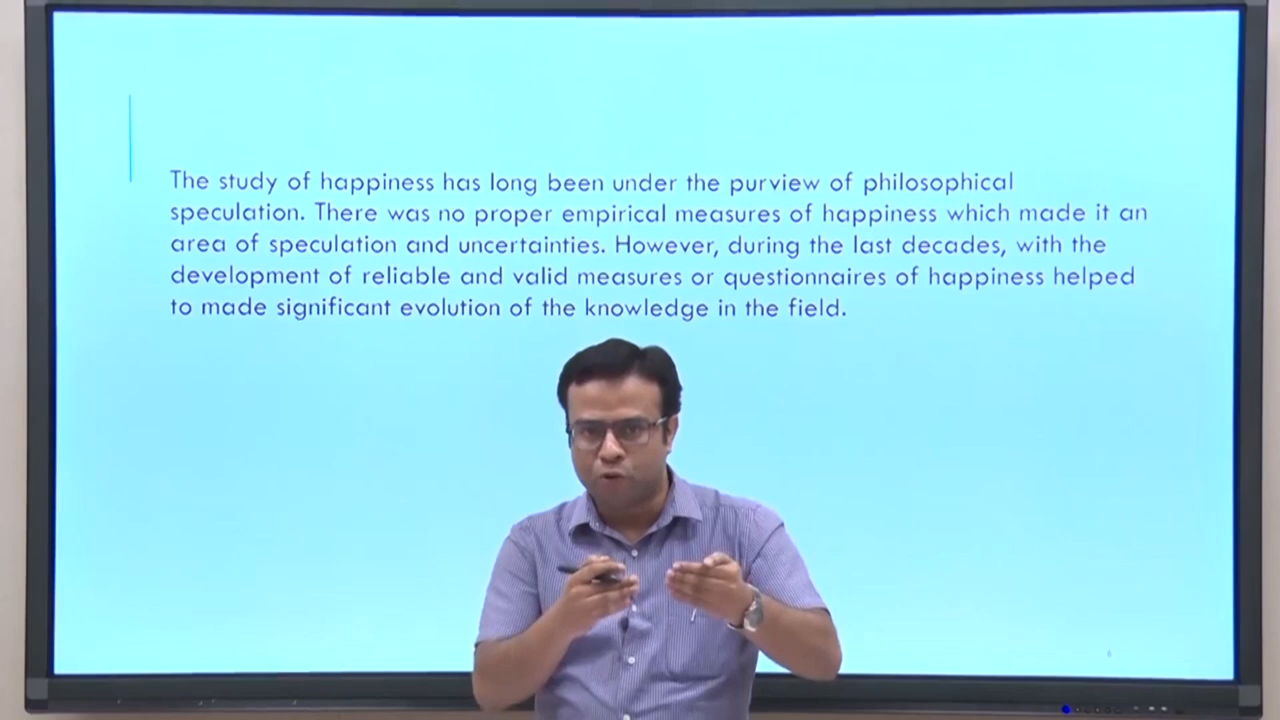 The study of happiness has long been under the purview of philosophical
speculation. There was no proper empirical measures of happiness which made it an
area of speculation and uncertainties. However, during the last decades, with the
development of reliable and valid measures or questionnaires of happiness helped
to made significant evolution of the knowledge in the field.
6